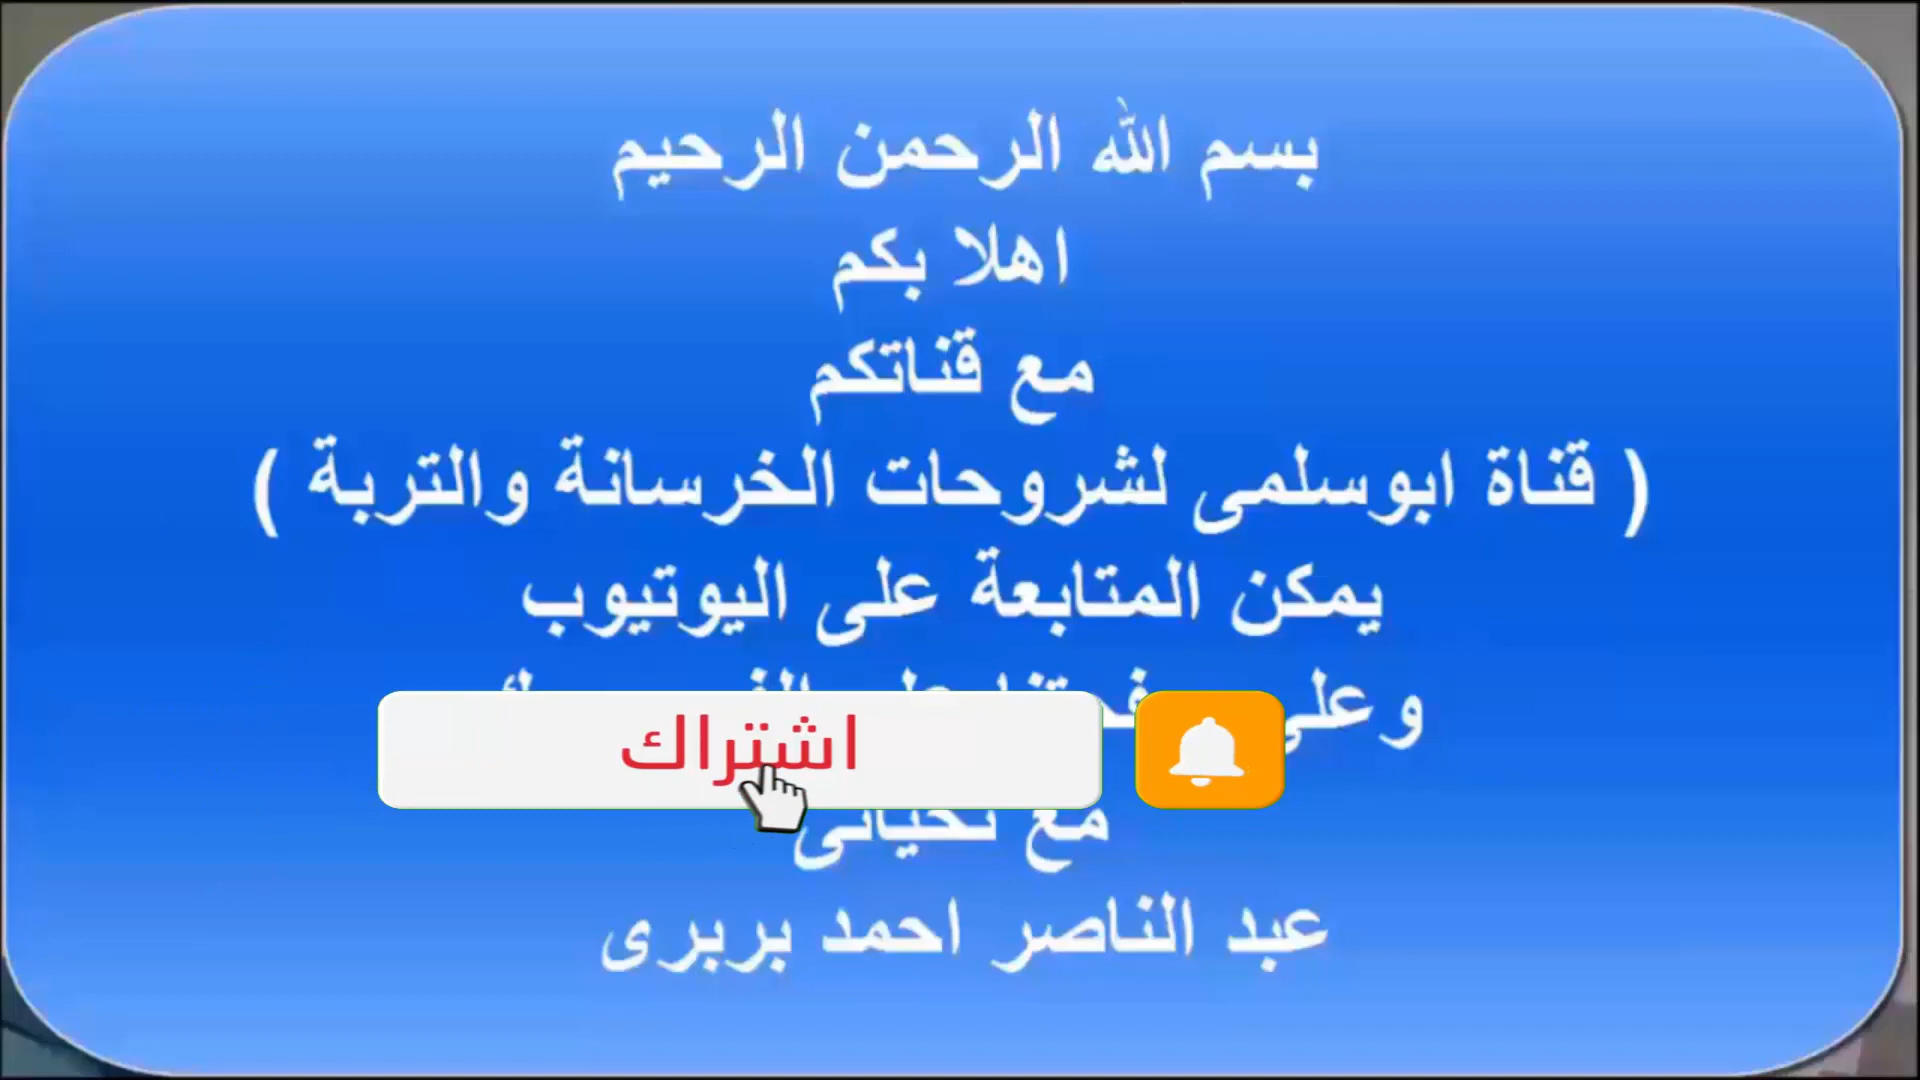 بسم الله الرحمن الرحيم
اهلا بكم
مع قناتكم
( قناة ابوسلمى لشروحات الخرسانة والتربة )
يمكن المتابعة على اليوتيوب
وعلى
اشتراك
مع تحياتى
عبد الناصر احمد بربرى